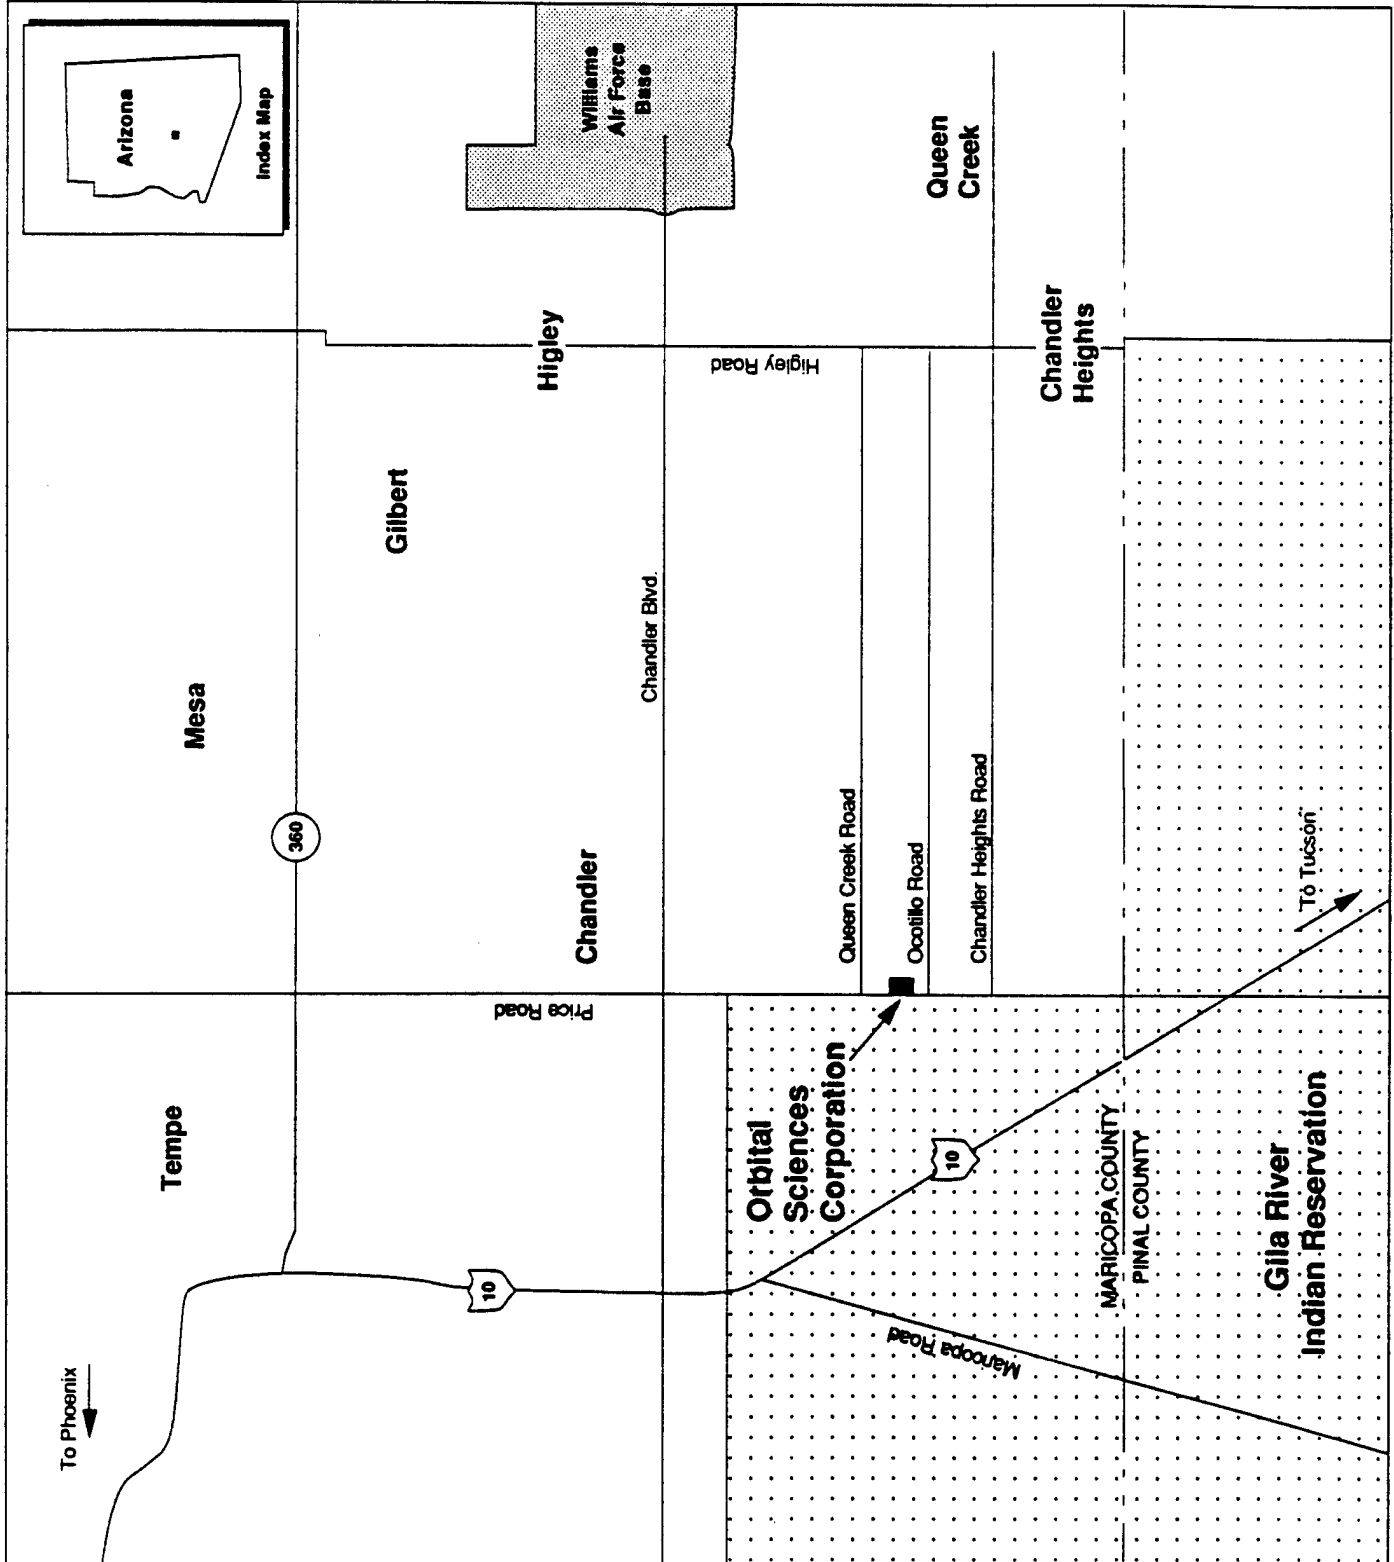 To Phoenix
Tempe
Mesa
360
Arizona
Index Map
Gilbert
Higley
Williams
Air Force
Base
Chandler
Chandler Blvd.
Price Road
Higley Road
10
Orbital
Sciences
Corporation
Queen Creek Road
Ocotillo Road
Chandler Heights Road
Queen
Creek
Chandler
Heights
10
Maricopa Road
MARICOPA COUNTY
PINAL COUNTY
Gila River
Indian Reservation
To Tucson